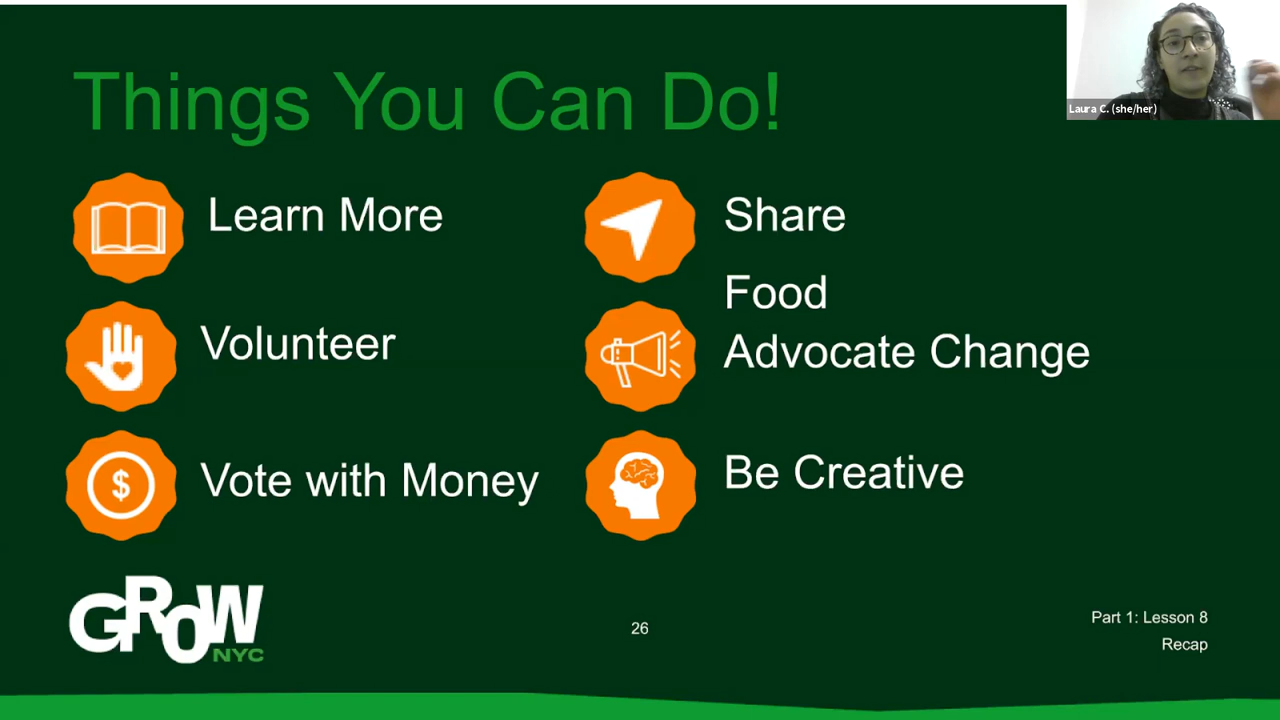 Things You Can Do!
Laura C. (she/her)
Learn More
Share
Food
Volunteer
Advocate Change
$
Vote with Money
Be Creative
GROW
NYC
26
Part 1: Lesson 8
Recap